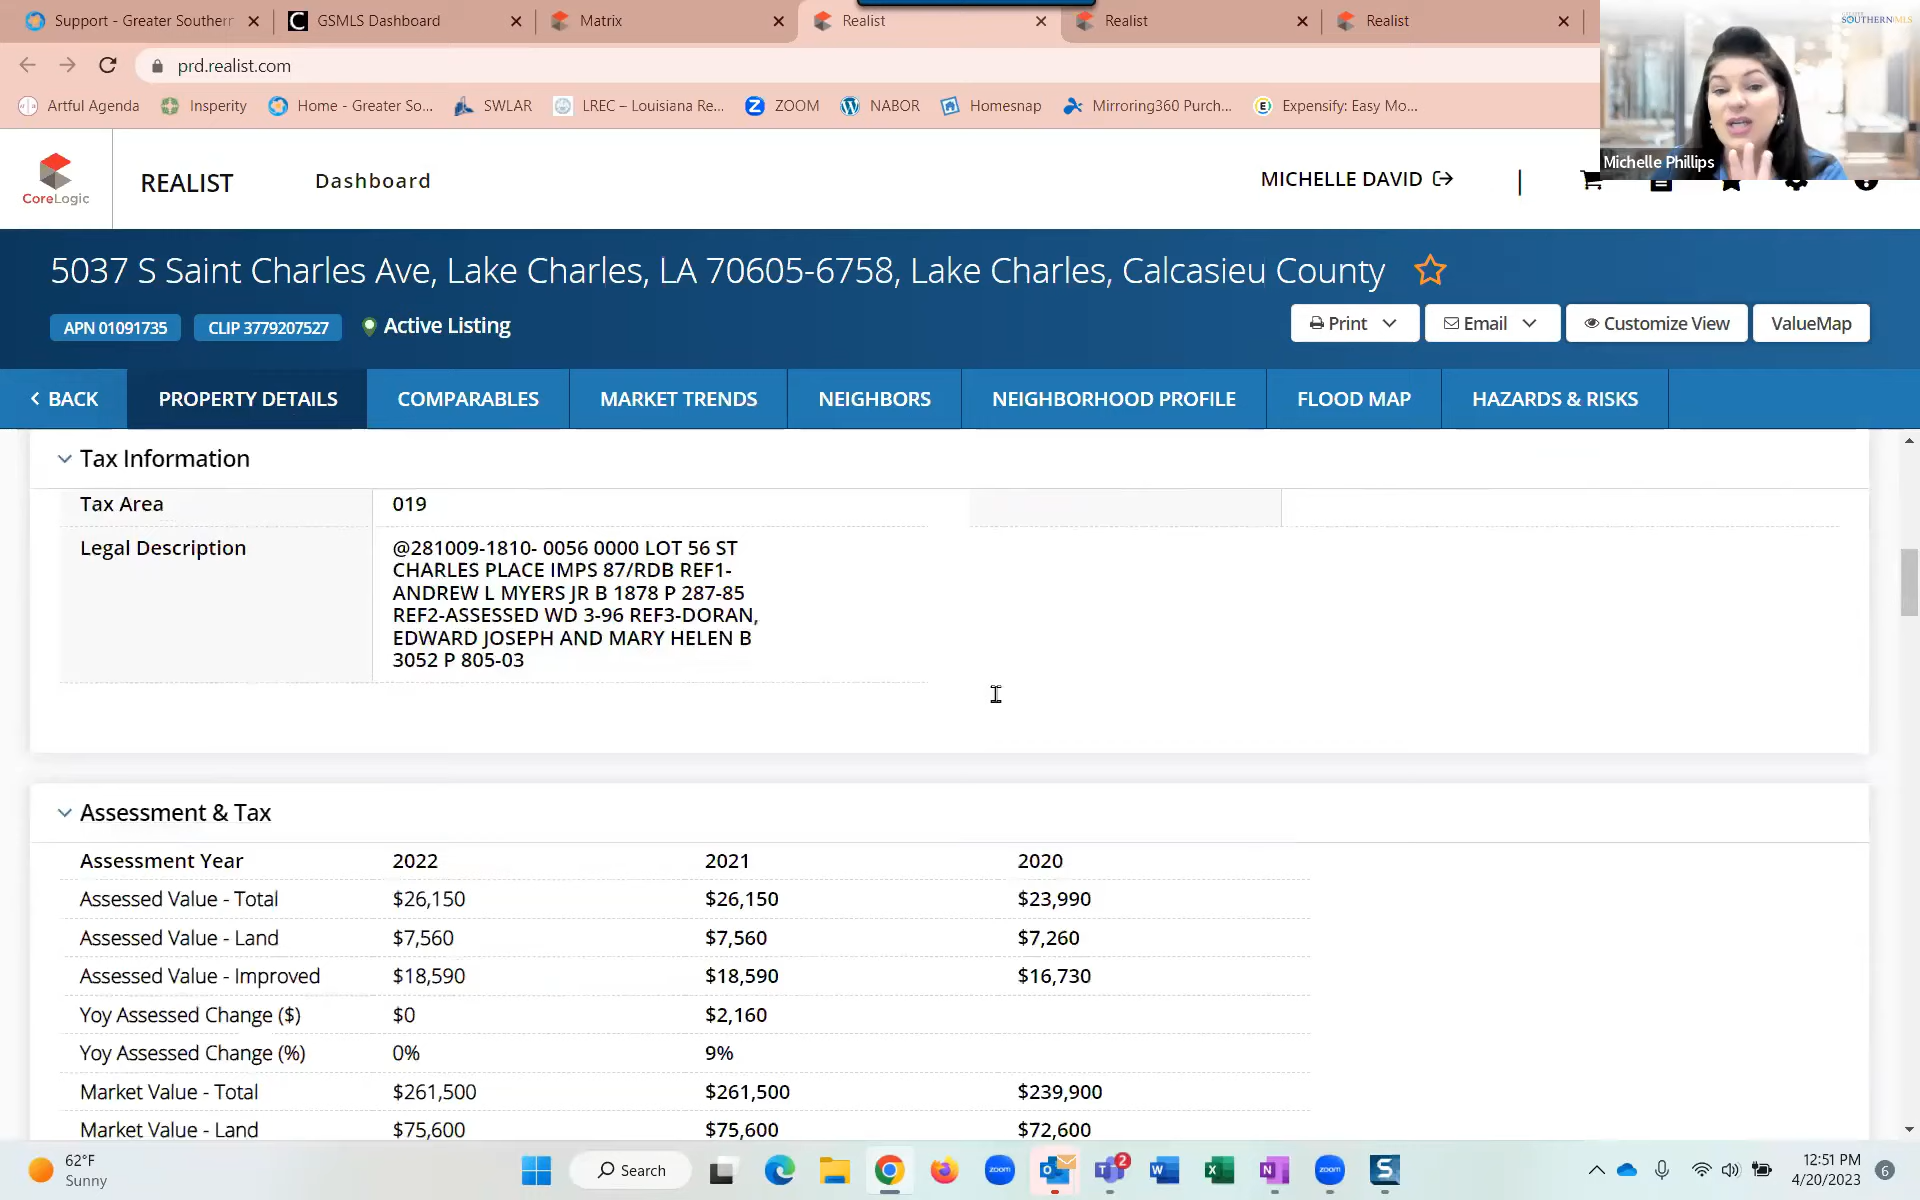 Support - Greater Southern
GSMLS Dashboard
Matrix
Realist
Realist
Realist
SOUTHERN MLS
prd.realist.com
Artful Agenda
Insperity
Home - Greater So...
SWLAR
LREC – Louisiana Re...
ZOOM
NABOR
Homesnap
Mirroring360 Purch...
Expensify: Easy Mo...
Michelle Phillips
CoreLogic
REALIST
Dashboard
MICHELLE DAVID
5037 S Saint Charles Ave, Lake Charles, LA 70605-6758, Lake Charles, Calcasieu County
APN 01091735
CLIP 3779207527
Active Listing
Print
Email
Customize View
ValueMap
BACK
PROPERTY DETAILS
COMPARABLES
MARKET TRENDS
NEIGHBORS
NEIGHBORHOOD PROFILE
FLOOD MAP
HAZARDS & RISKS
Tax Information
Tax Area 019
Legal Description @281009-1810- 0056 0000 LOT 56 ST
CHARLES PLACE IMPS 87/RDB REF1-
ANDREW L MYERS JR B 1878 P 287-85
REF2-ASSESSED WD 3-96 REF3-DORAN,
EDWARD JOSEPH AND MARY HELEN B
3052 P 805-03
Assessment & Tax
Assessment Year 2022 2021 2020
Assessed Value - Total $26,150 $26,150 $23,990
Assessed Value - Land $7,560 $7,560 $7,260
Assessed Value - Improved $18,590 $18,590 $16,730
Yoy Assessed Change ($) $0 $2,160
Yoy Assessed Change (%) 0% 9%
Market Value - Total $261,500 $261,500 $239,900
Market Value - Land $75,600 $75,600 $72,600
62°F
Sunny
Search
zoom
2
zoom
12:51 PM
4/20/2023
6